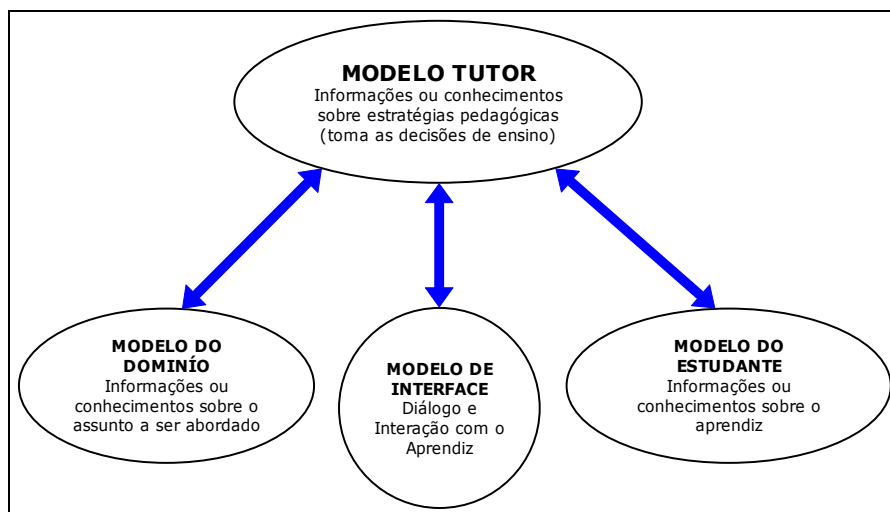 MODELO TUTOR
Informações ou conhecimentos
sobre estratégias pedagógicas
(toma as decisões de ensino)
MODELO DO
DOMINÍO
Informações ou
conhecimentos sobre o
assunto a ser abordado
MODELO DE
INTERFACE
Diálogo e
Interação com o
Aprendiz
MODELO DO
ESTUDANTE
Informações ou
conhecimentos sobre o
aprendiz